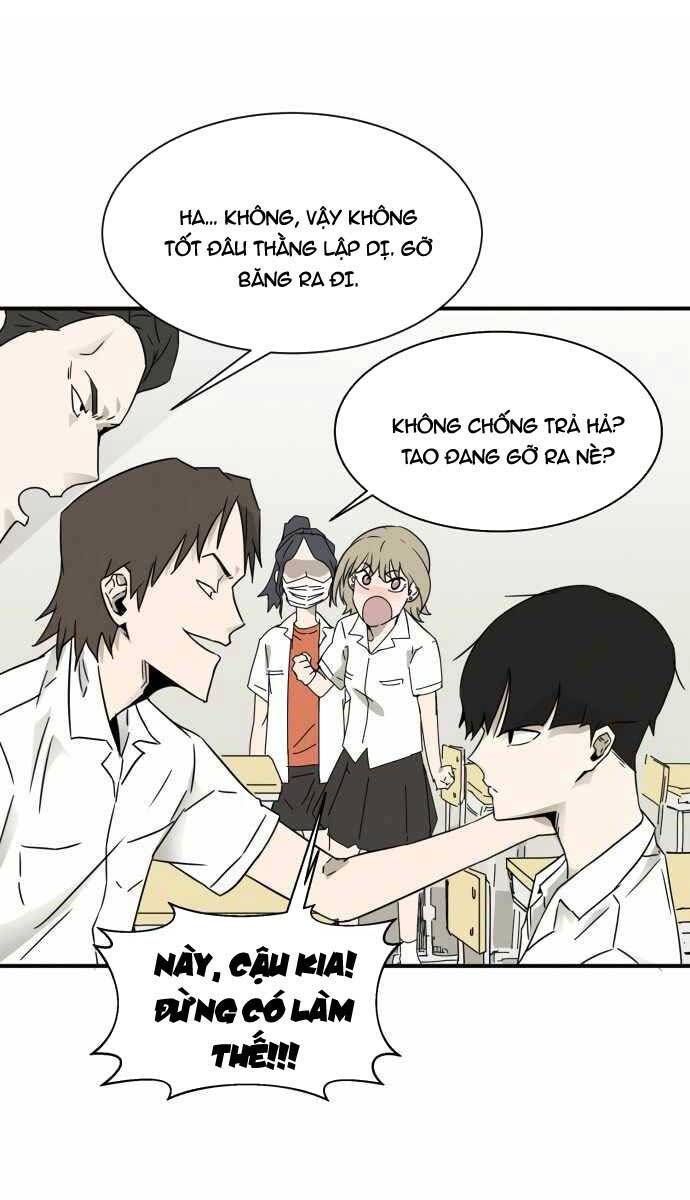 HA... KHÔNG, VẬY KHÔNG
TỐT ĐÂU THẰNG LẬP DỊ. GỠ
BĂNG RA ĐI.
KHÔNG CHỐNG TRẢ HẢ?
TAO ĐANG GỠ RA NÈ?
NÀY, CẬU KIA!
ĐỪNG CÓ LÀM
THẾ!!!